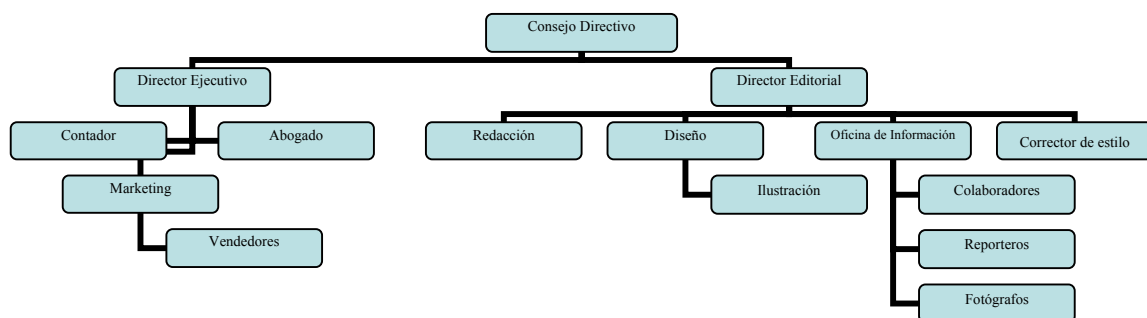 Consejo Directivo
Director Ejecutivo
Director Editorial
Contador
Abogado
Redacción
Diseño
Oficina de Información
Corrector de estilo
Marketing
Ilustración
Colaboradores
Vendedores
Reporteros
Fotógrafos